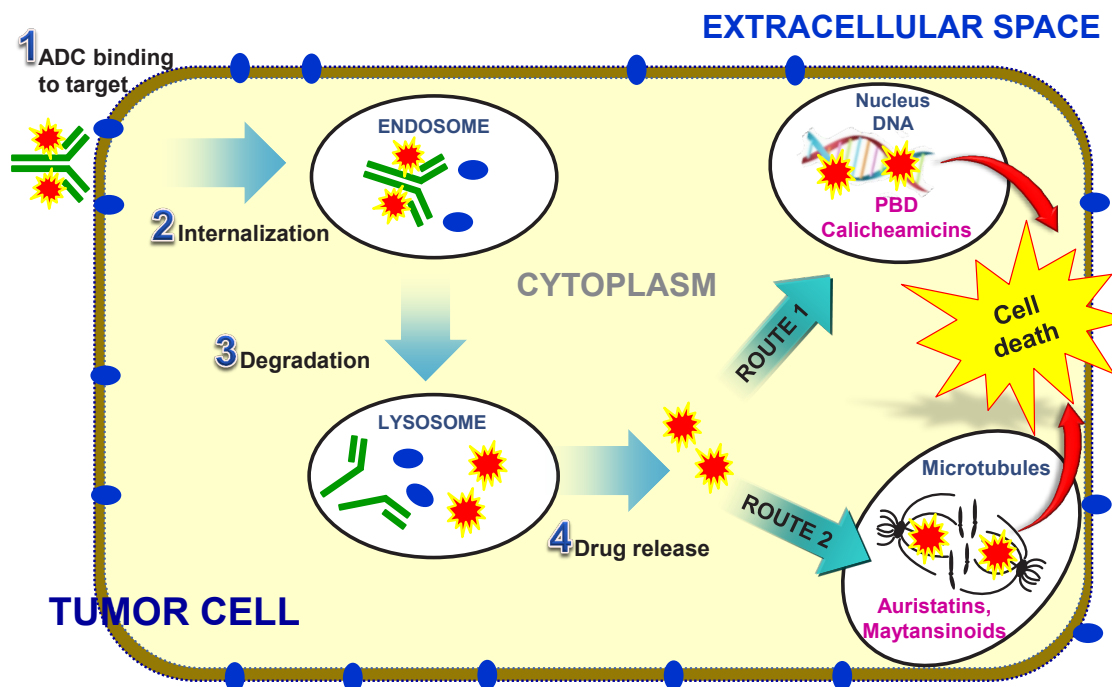 EXTRACELLULAR SPACE
1 ADC binding
to target
ENDOSOME
Nucleus
DNA
PBD
Calicheamicins
2 Internalization
CYTOPLASM
Cell
death
ROUTE 1
3 Degradation
LYSOSOME
Microtubules
ROUTE 2
4 Drug release
Auristatins,
Maytansinoids
TUMOR CELL